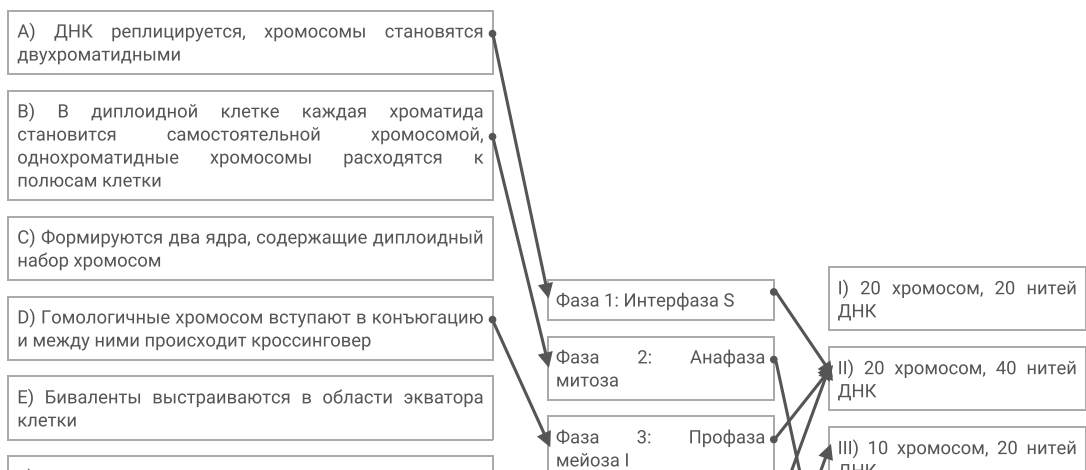 A) ДНК реплицируется, хромосомы становятся
двухроматидными
B) В диплоидной клетке каждая хроматида
становится самостоятельной хромосомой,
однохроматидные хромосомы расходятся к
полюсам клетки
C) Формируются два ядра, содержащие диплоидный
набор хромосом
D) Гомологичные хромосом вступают в конъюгацию
и между ними происходит кроссинговер
E) Биваленты выстраиваются в области экватора
клетки
Фаза 1: Интерфаза S
Фаза 2: Анафаза
митоза
Фаза 3: Профаза
мейоза I
I) 20 хромосом, 20 нитей
ДНК
II) 20 хромосом, 40 нитей
ДНК
III) 10 хромосом, 20 нитей
ДНК